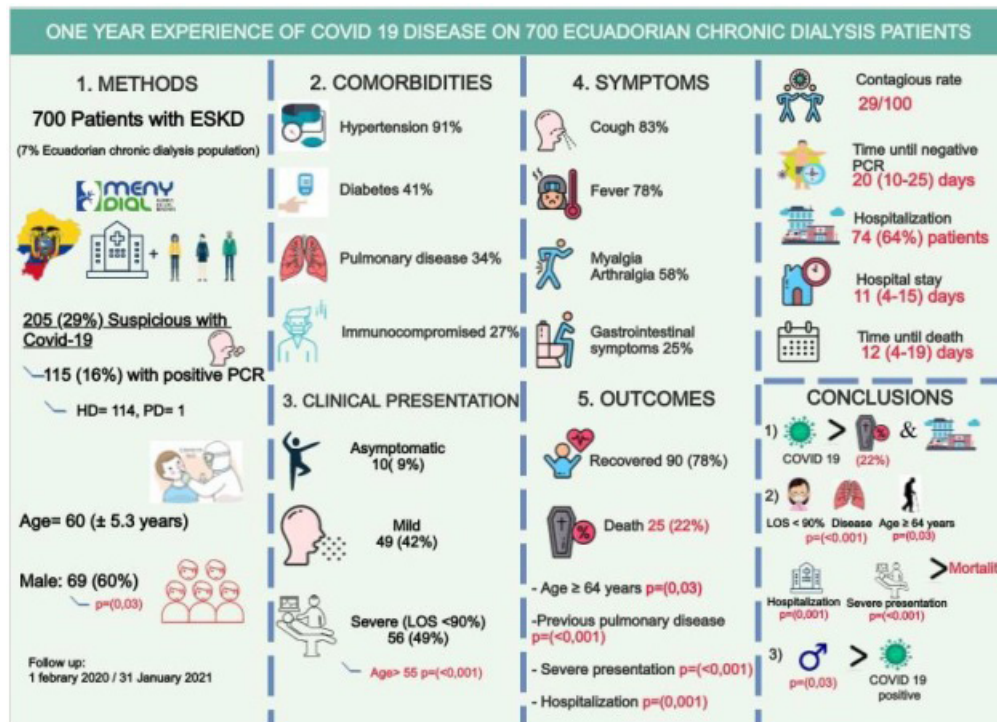 ONE YEAR EXPERIENCE OF COVID 19 DISEASE ON 700 ECUADORIAN CHRONIC DIALYSIS PATIENTS
1. METHODS
700 Patients with ESKD
(7% Ecuadorian chronic dialysis population)
MENY
DIAL
205 (29%) Suspicious with
Covid-19
115 (16%) with positive PCR
HD= 114, PD= 1
Age= 60 (± 5.3 years)
Male: 69 (60%)
p=(0,03)
Follow up:
1 febrary 2020 / 31 January 2021
2. COMORBIDITIES
Hypertension 91%
Diabetes 41%
Pulmonary disease 34%
Immunocompromised 27%
3. CLINICAL PRESENTATION
Asymptomatic
10( 9%)
Mild
49 (42%)
Severe (LOS <90%)
56 (49%)
Age> 55 p=(<0,001)
4. SYMPTOMS
Cough 83%
Fever 78%
Myalgia
Arthralgia 58%
Gastrointestinal
symptoms 25%
5. OUTCOMES
Recovered 90 (78%)
Death 25 (22%)
%
- Age ≥ 64 years p=(0,03)
-Previous pulmonary disease
p=(<0,001)
- Severe presentation p=(<0,001)
- Hospitalization p=(0,001)
Contagious rate
29/100
Time until negative
PCR
20 (10-25) days
Hospitalization
74 (64%) patients
Hospital stay
11 (4-15) days
Time until death
12 (4-19) days
CONCLUSIONS
1) > % &
COVID 19 (22%)
2)
LOS < 90% Disease Age ≥ 64 years
p=(<0.001) p=(0,03)
>Mortalit
Hospitalization Severe presentation
p=(0,001) p=(<0,001)
3) ♂ >
p=(0,03) COVID 19
positive